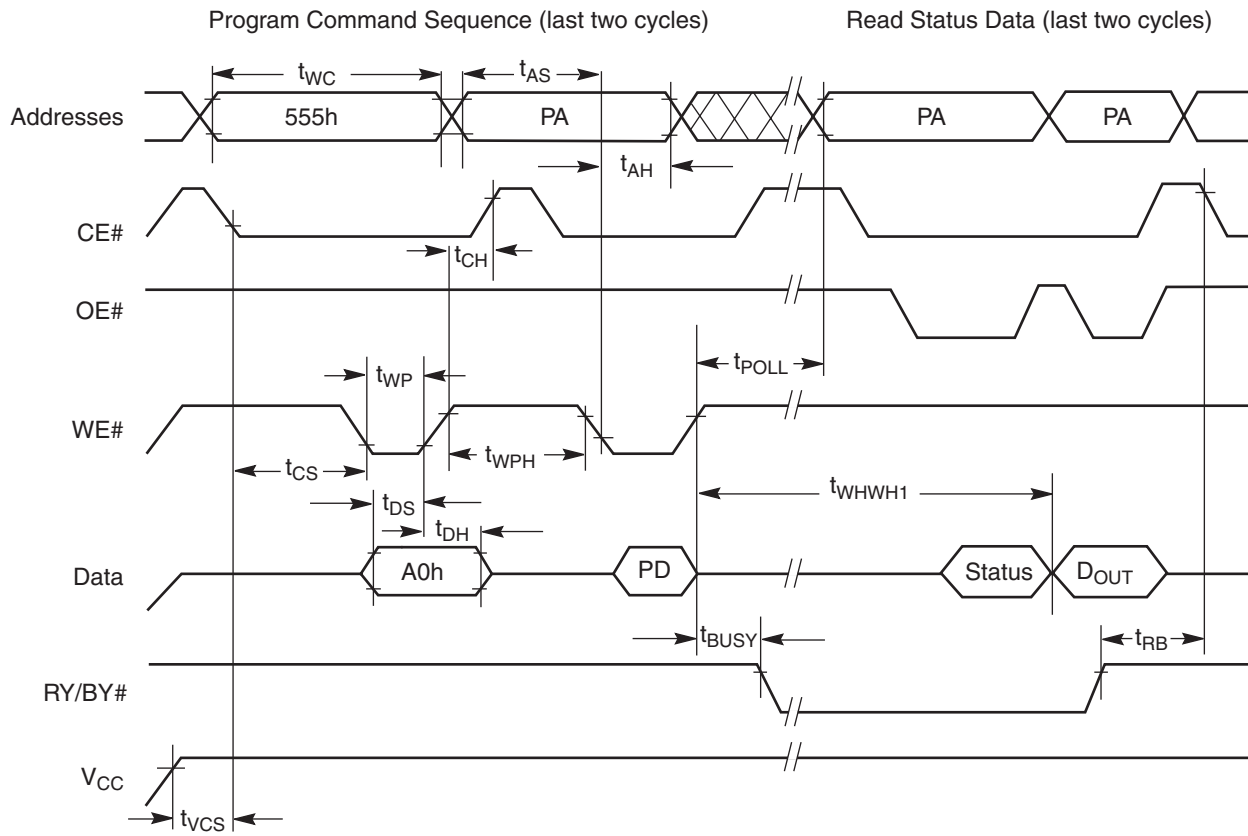 Program Command Sequence (last two cycles) Read Status Data (last two cycles)
tWC tAS
Addresses 555h PA PA PA
tAH
CE#
tCH
OE#
tWP tPOLL
WE#
tCS tWPH tWHWH1
tDS tDH
Data A0h PD Status DOUT
tBUSY tRB
RY/BY#
VCC
tVCS